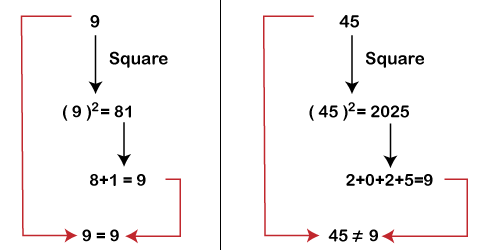 9
Square
( 9 )²= 81
8+1 = 9
9 = 9
45
Square
( 45 )²= 2025
2+0+2+5=9
45 ≠ 9